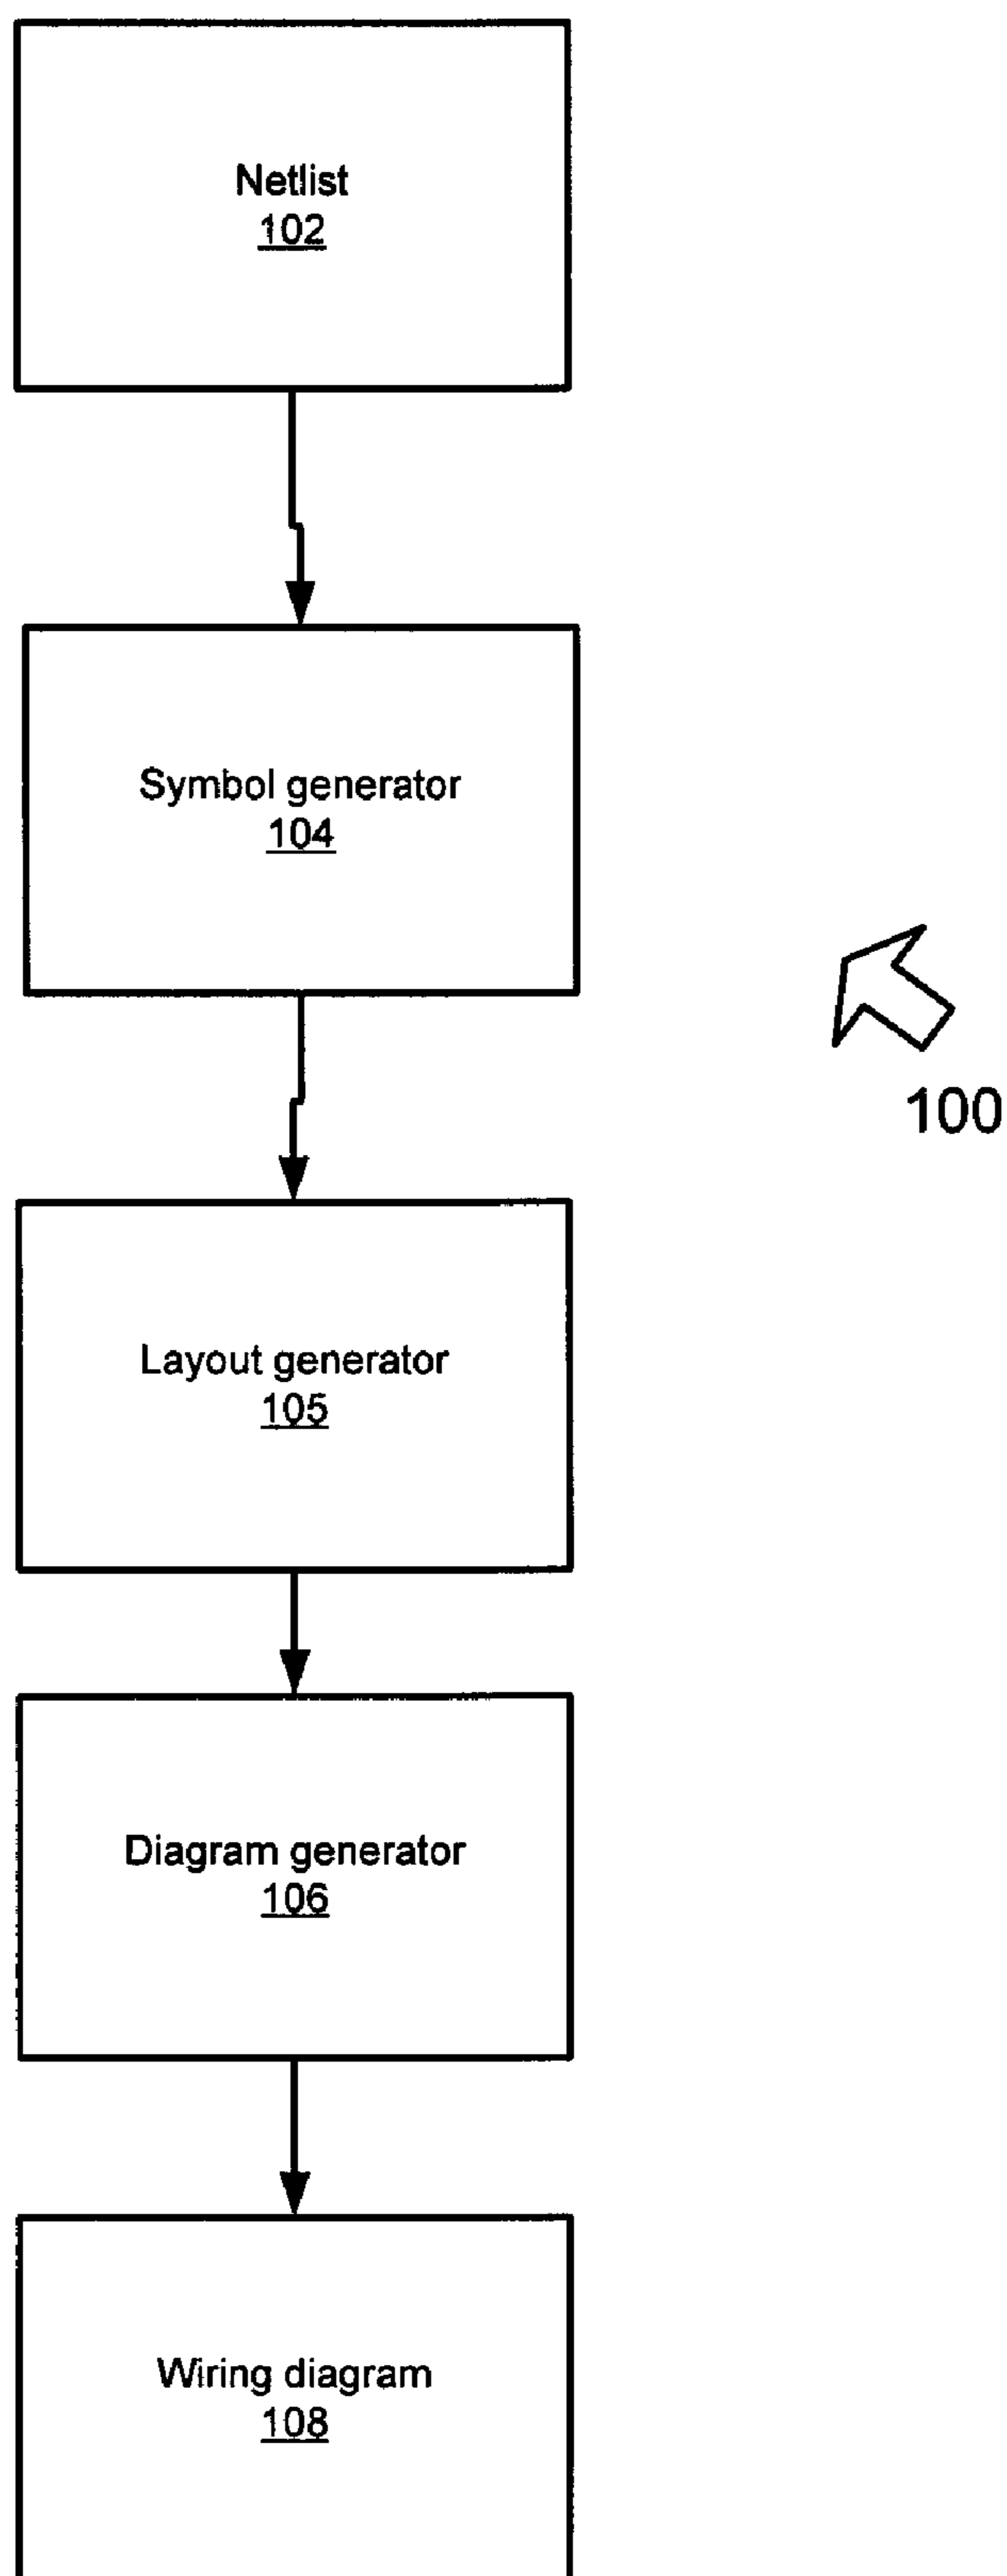 Netlist
102
Symbol generator
104
100
Layout generator
105
Diagram generator
106
Wiring diagram
108